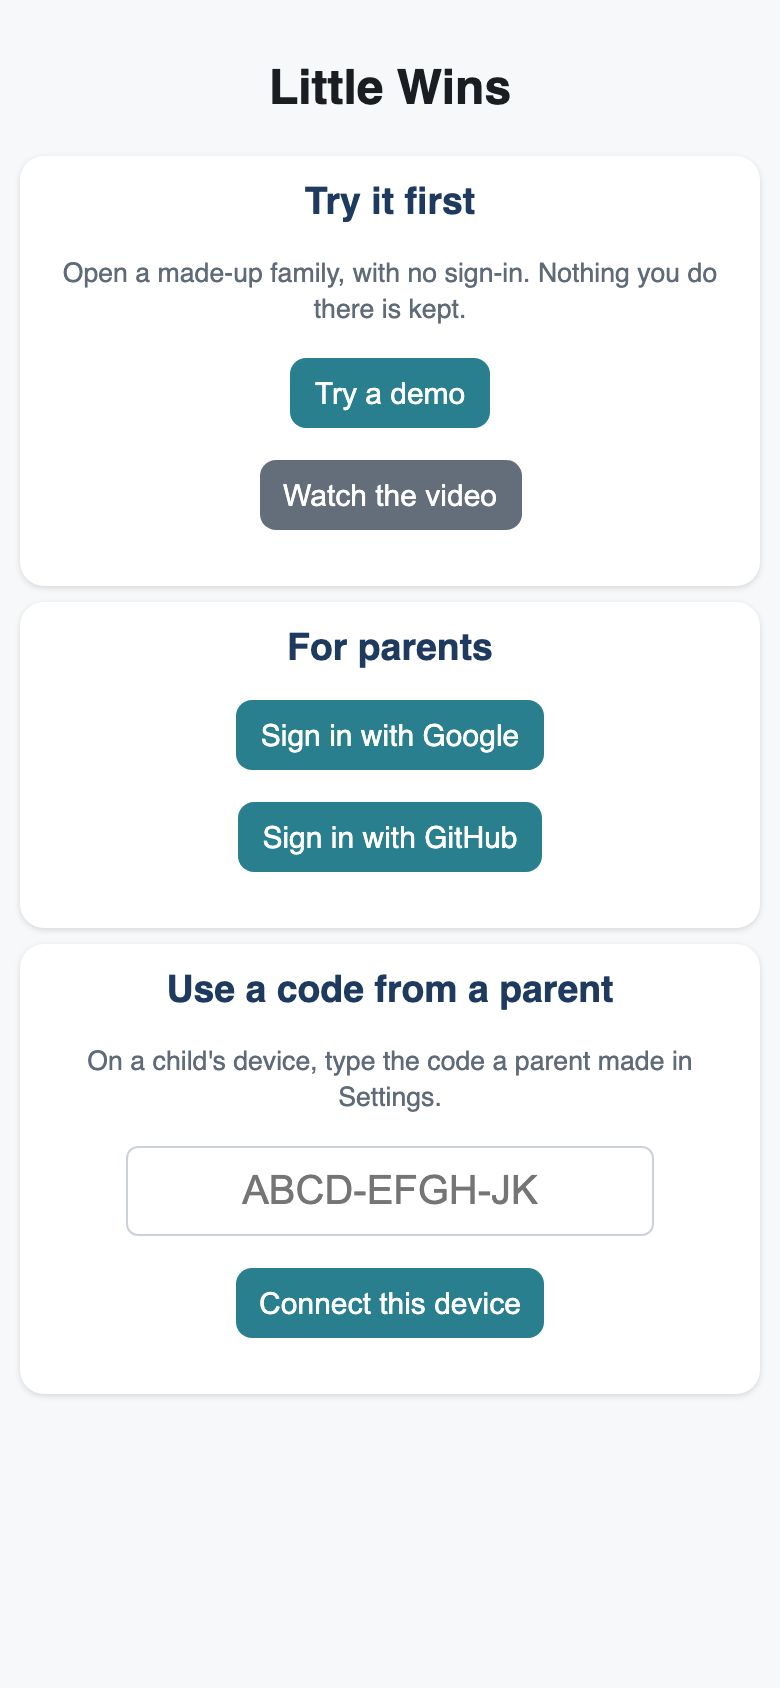 Little Wins
Try it first
Open a made-up family, with no sign-in. Nothing you do
there is kept.
Try a demo
Watch the video
For parents
Sign in with Google
Sign in with GitHub
Use a code from a parent
On a child's device, type the code a parent made in
Settings.
ABCD-EFGH-JK
Connect this device